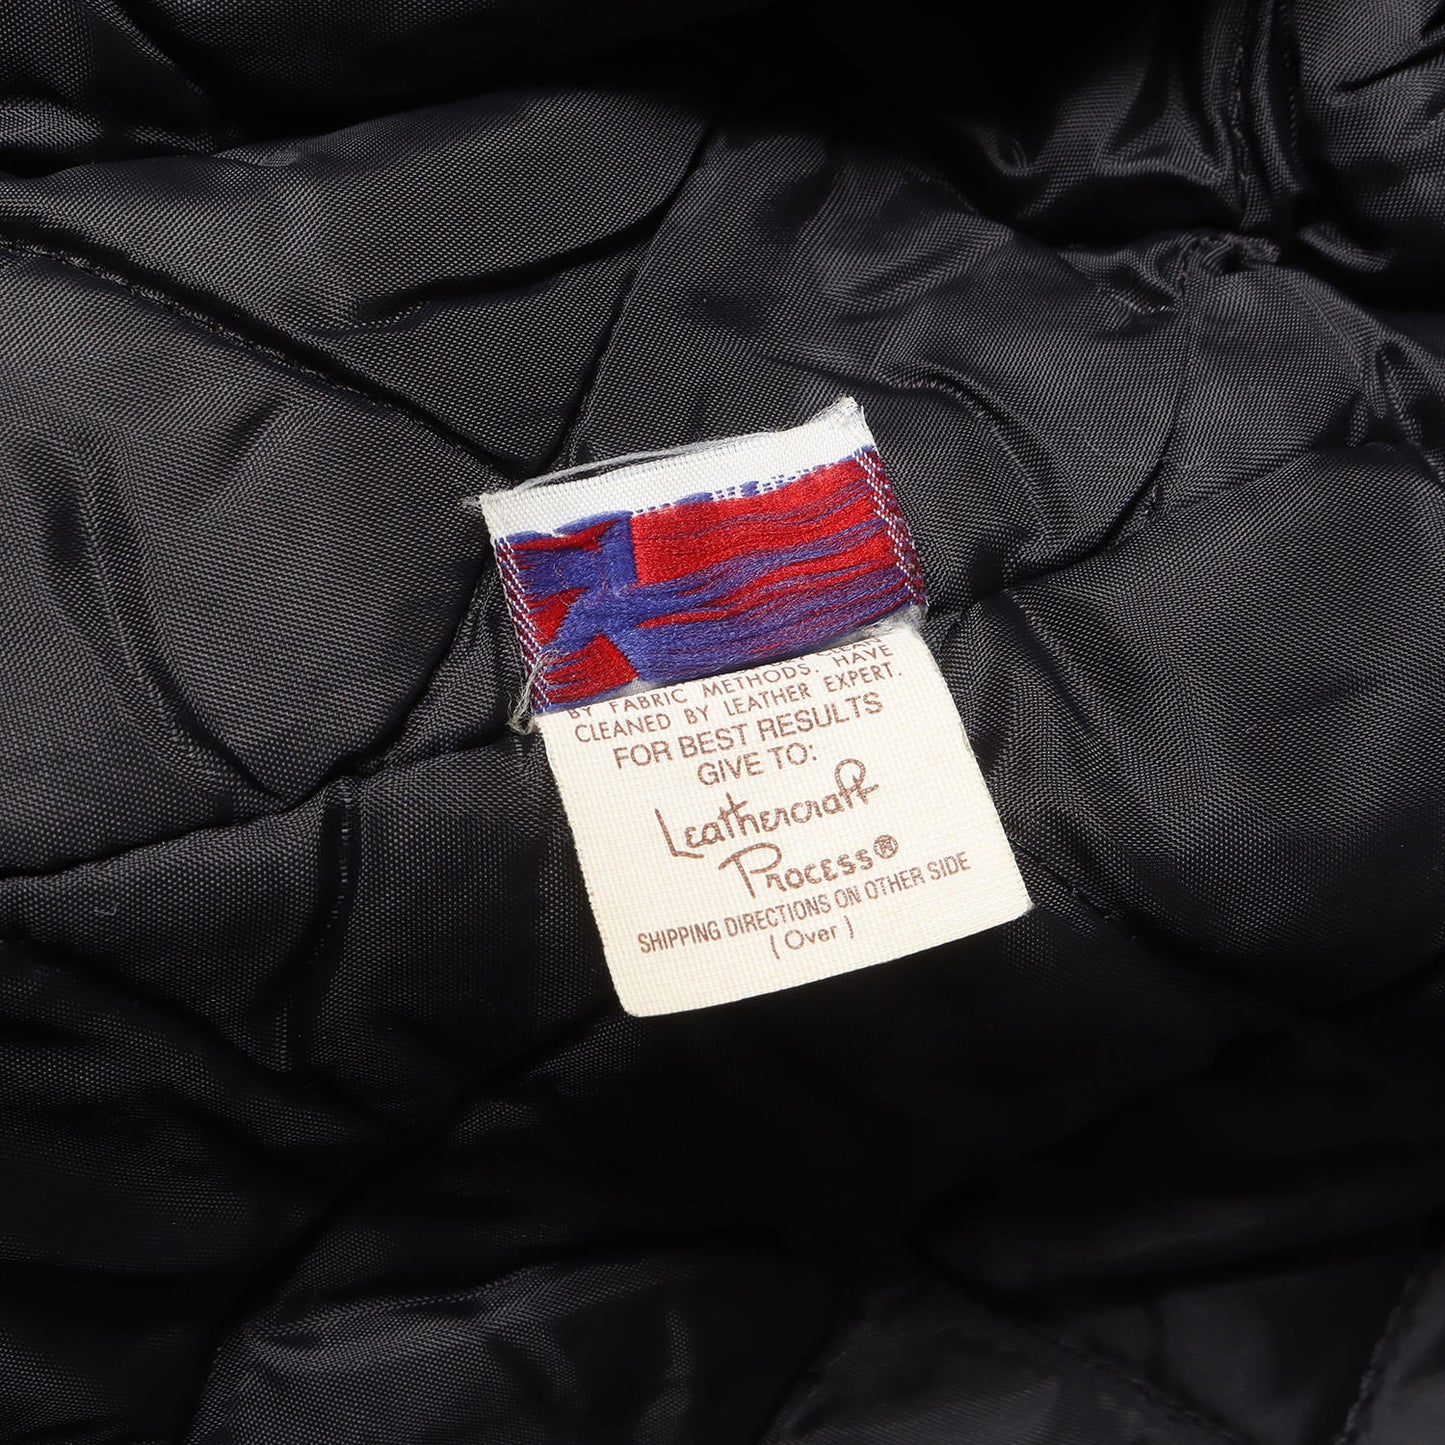 CLEAN
BY FABRIC METHODS. HAVE
CLEANED BY LEATHER EXPERT.
FOR BEST RESULTS
GIVE TO:
Leathercraft
Process®
SHIPPING DIRECTIONS ON OTHER SIDE
( Over )